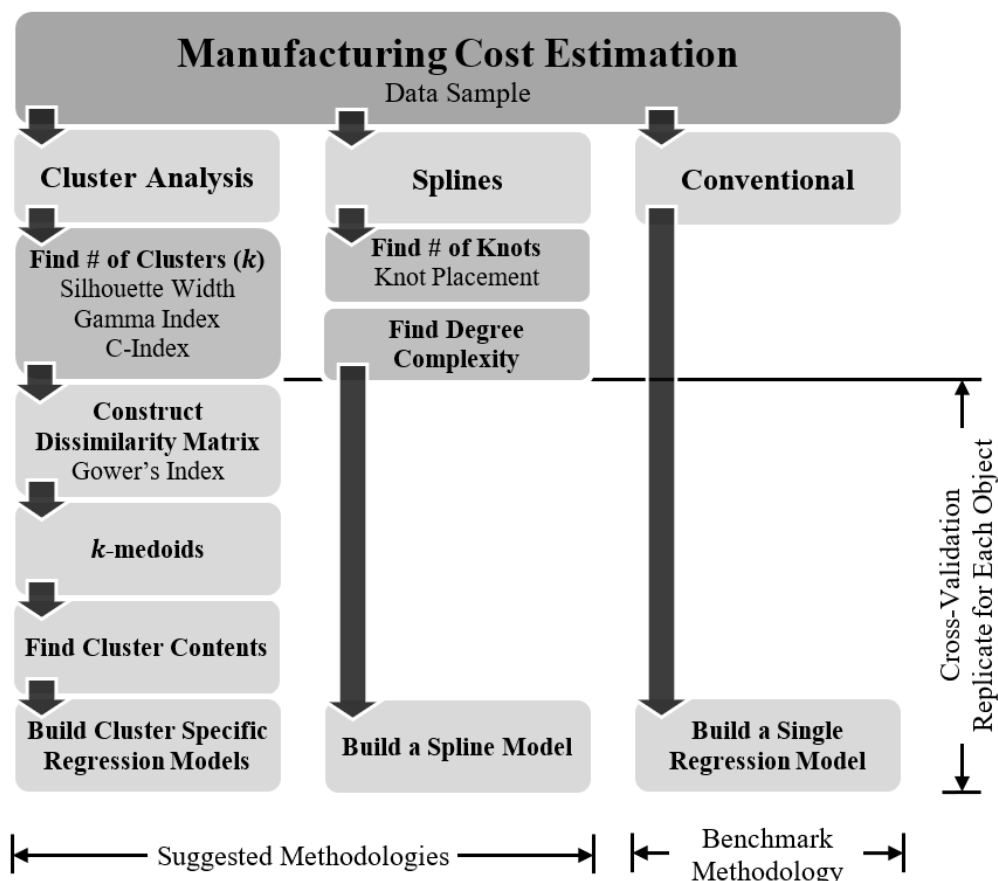 Manufacturing Cost Estimation
Data Sample
Cluster Analysis
Find # of Clusters (k)
Silhouette Width
Gamma Index
C-Index
Construct
Dissimilarity Matrix
Gower's Index
k-medoids
Find Cluster Contents
Build Cluster Specific
Regression Models
Splines
Find # of Knots
Knot Placement
Find Degree
Complexity
Build a Spline Model
Conventional
Build a Single
Regression Model
Cross-Validation
Replicate for Each Object
Suggested Methodologies
Benchmark
Methodology